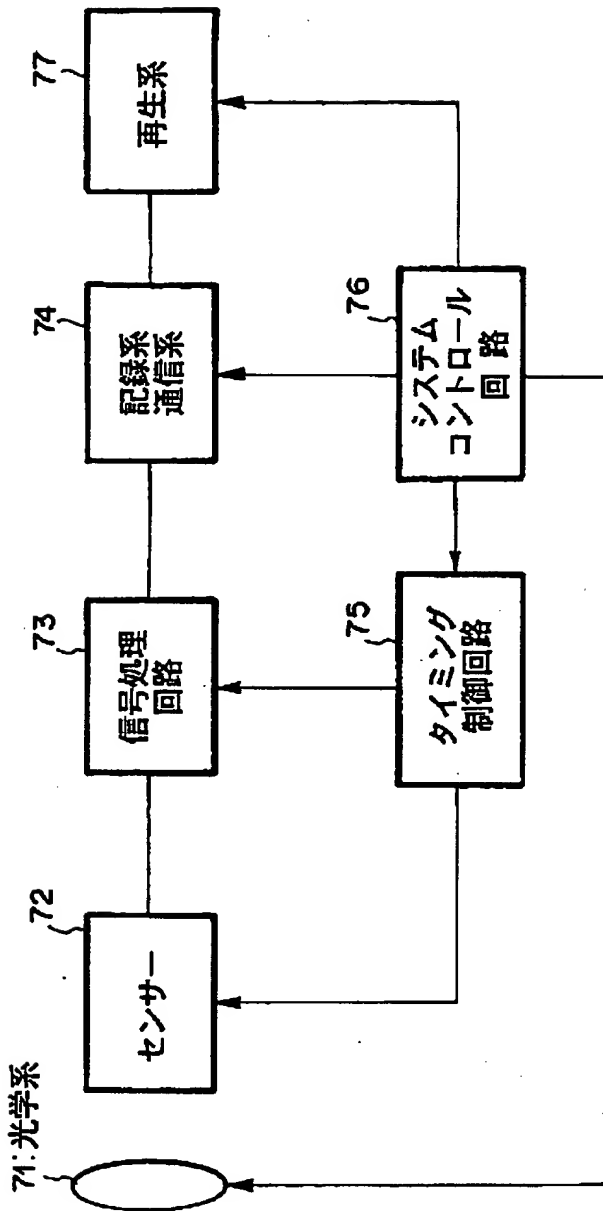 71:光学系
72
センサー
73
信号処理
回路
74
記録系
通信系
77
再生系
75
タイミング
制御回路
76
システム
コントロール
回路